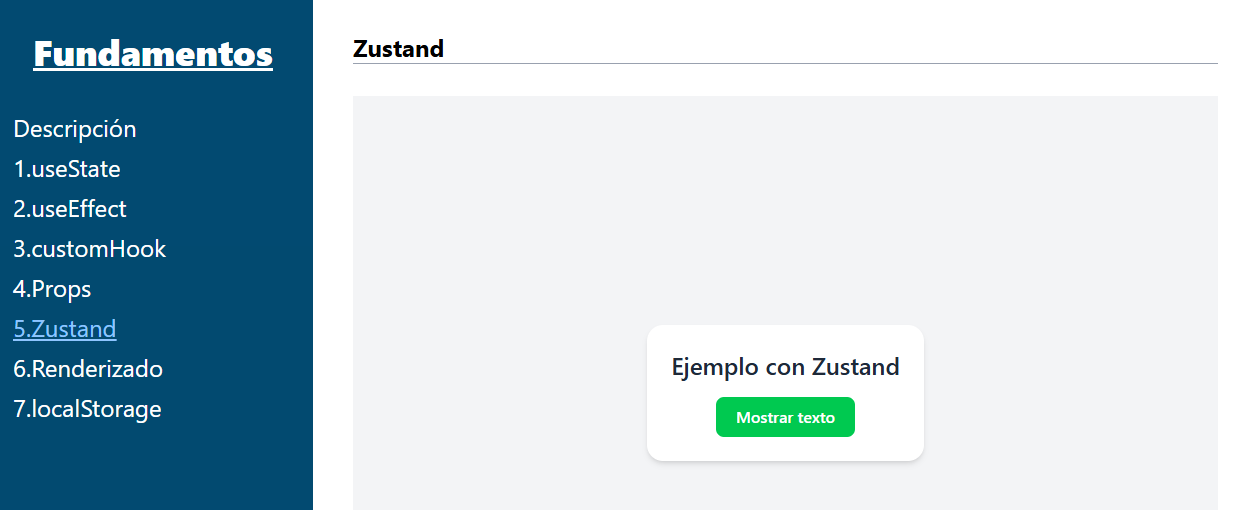 Fundamentos
Descripción
1.useState
2.useEffect
3.customHook
4.Props
5.Zustand
6.Renderizado
7.localStorage
Zustand
Ejemplo con Zustand
Mostrar texto